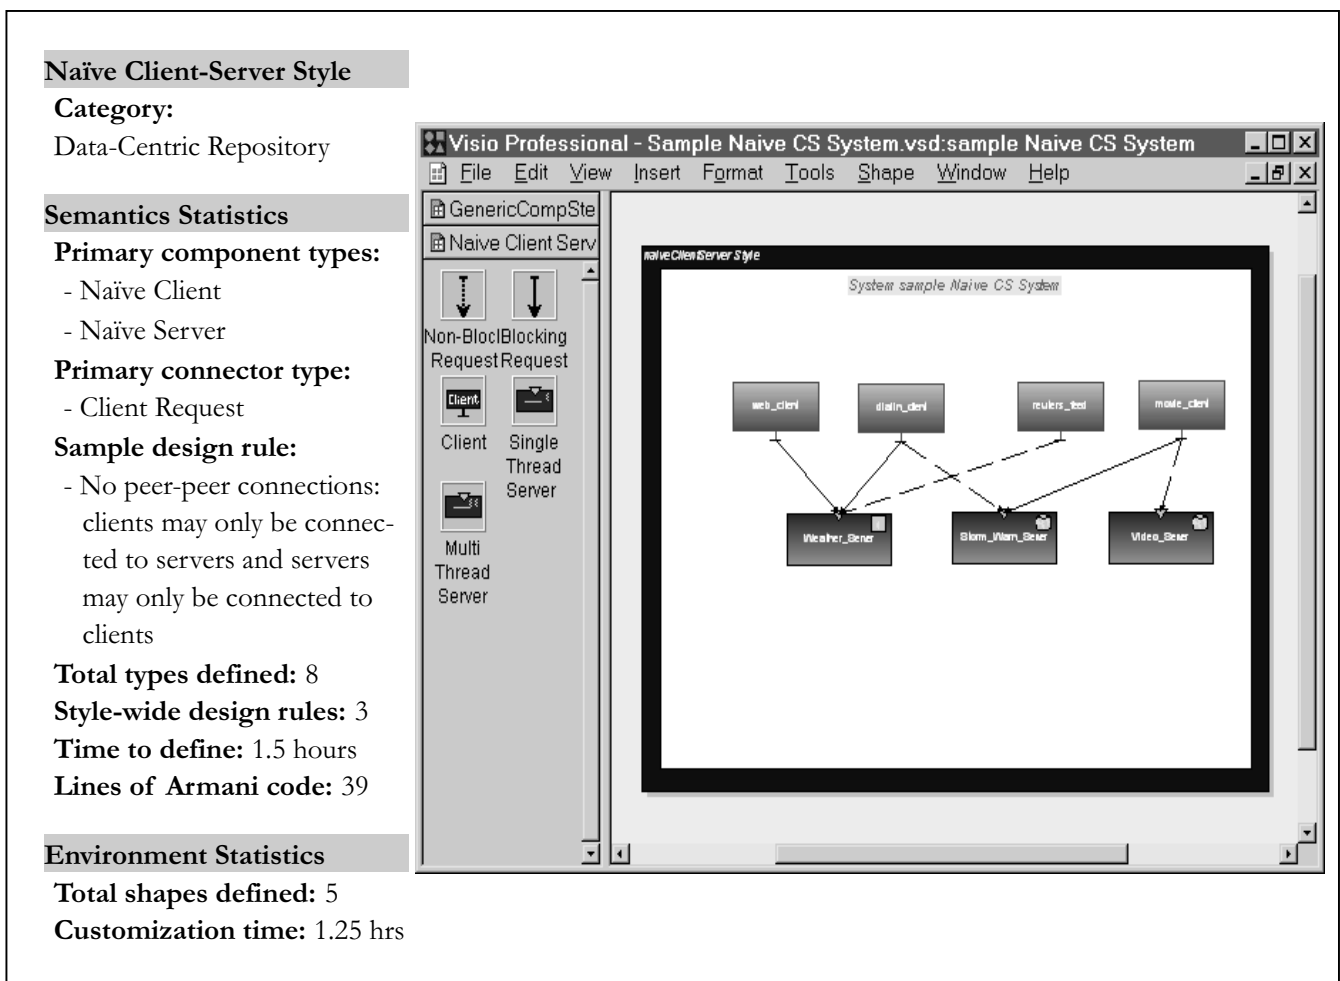 Naïve Client-Server Style
Category:
Data-Centric Repository
Semantics Statistics
Primary component types:
- Naïve Client
- Naïve Server
Primary connector type:
- Client Request
Sample design rule:
- No peer-peer connections:
clients may only be connec-
ted to servers and servers
may only be connected to
clients
Total types defined: 8
Style-wide design rules: 3
Time to define: 1.5 hours
Lines of Armani code: 39
Environment Statistics
Total shapes defined: 5
Customization time: 1.25 hrs
Visio Professional - Sample Naive CS System.vsd:sample Naive CS System
File Edit View Insert Format Tools Shape Window Help
GenericCompSte
Naive Client Serv
Non-Blocl Blocking
Request Request
Client
Client Single
Thread
Server
Multi
Thread
Server
naiveClientServer Style
System sample Naive CS System
web_client dialin_client reuters_feed movie_client
Weather_Server Storm_Warn_Server Video_Server